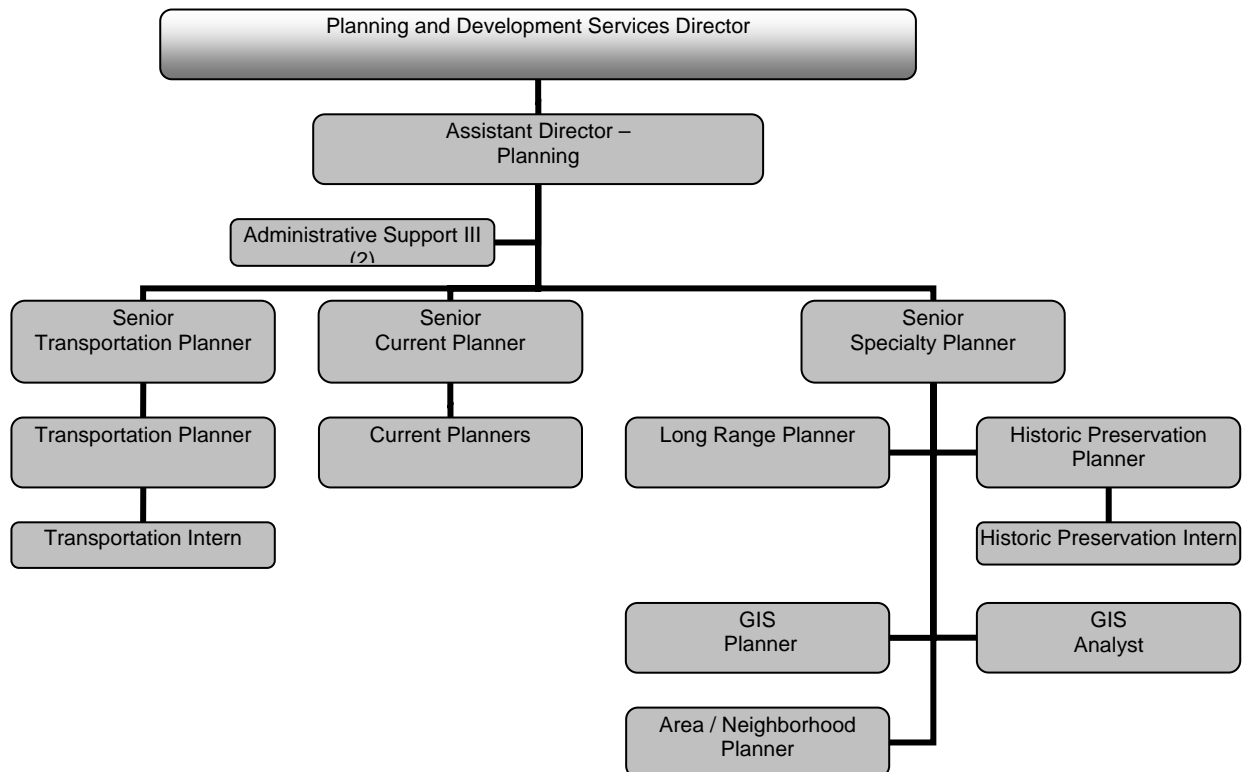 Planning and Development Services Director
Assistant Director –
Planning
Administrative Support III
(2)
Senior
Transportation Planner
Senior
Current Planner
Senior
Specialty Planner
Transportation Planner
Current Planners
Long Range Planner
Historic Preservation
Planner
Transportation Intern
Historic Preservation Intern
GIS
Planner
GIS
Analyst
Area / Neighborhood
Planner